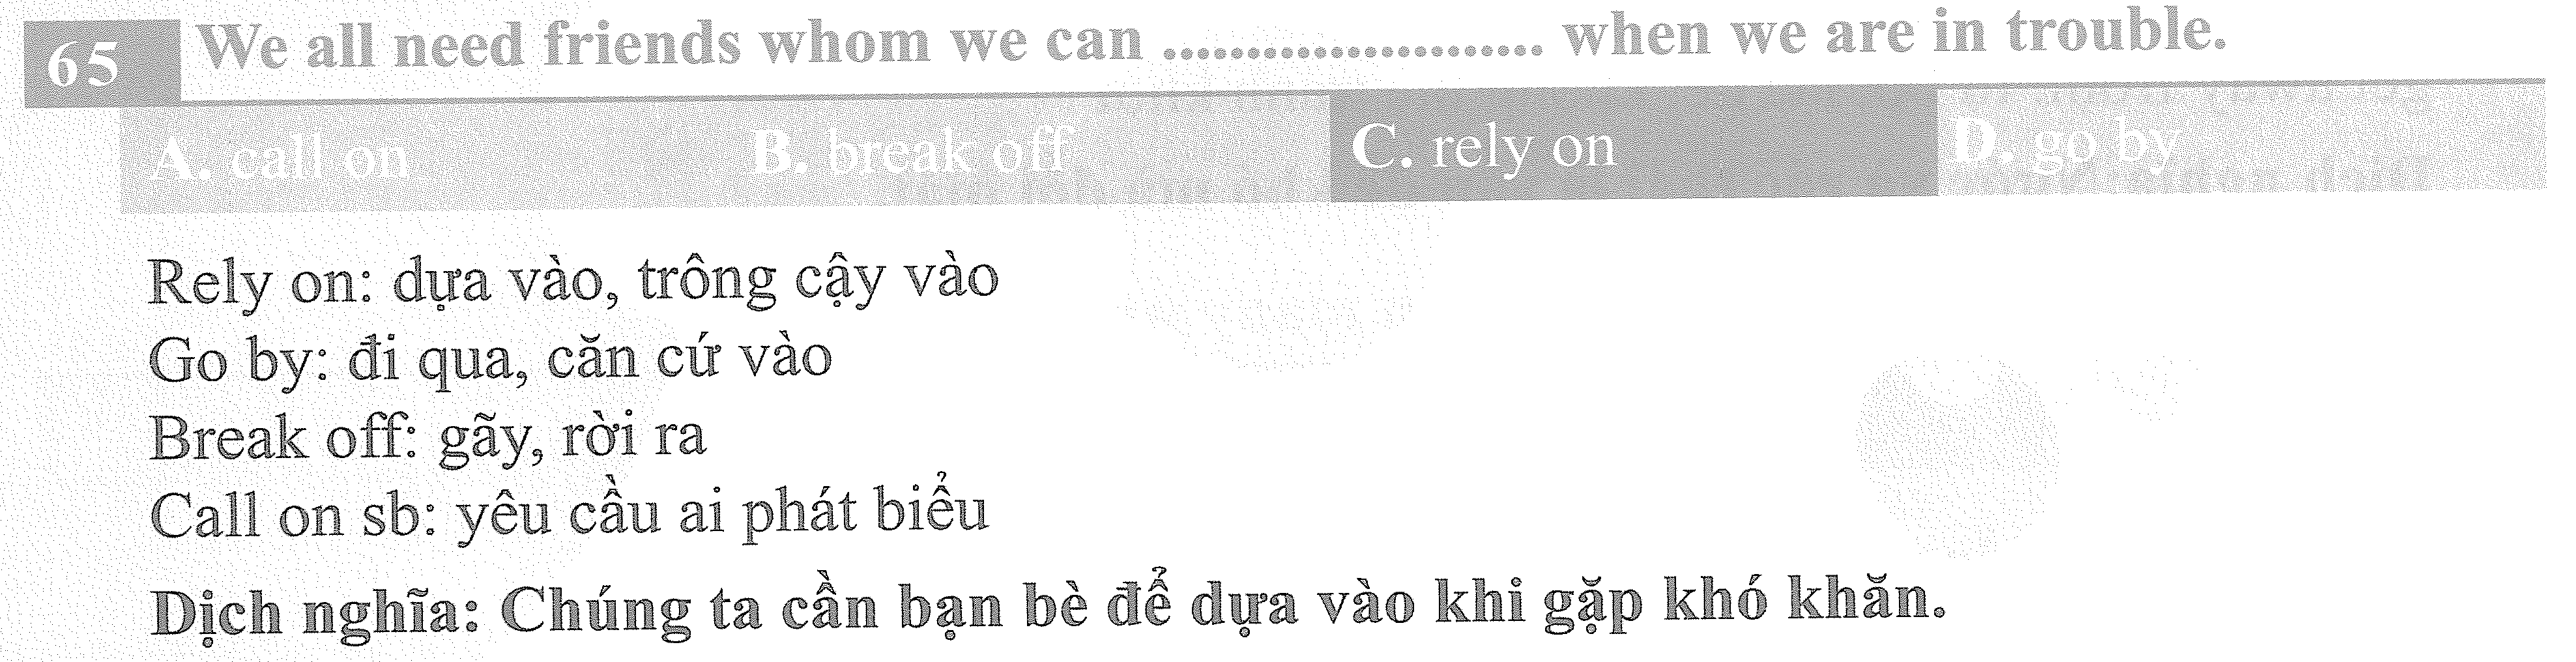 65 We all need friends whom we can ....................... when we are in trouble.
A. call on B. break off C. rely on D. go by
Rely on: dựa vào, trông cậy vào
Go by: đi qua, căn cứ vào
Break off: gãy, rời ra
Call on sb: yêu cầu ai phát biểu
Dịch nghĩa: Chúng ta cần bạn bè để dựa vào khi gặp khó khăn.